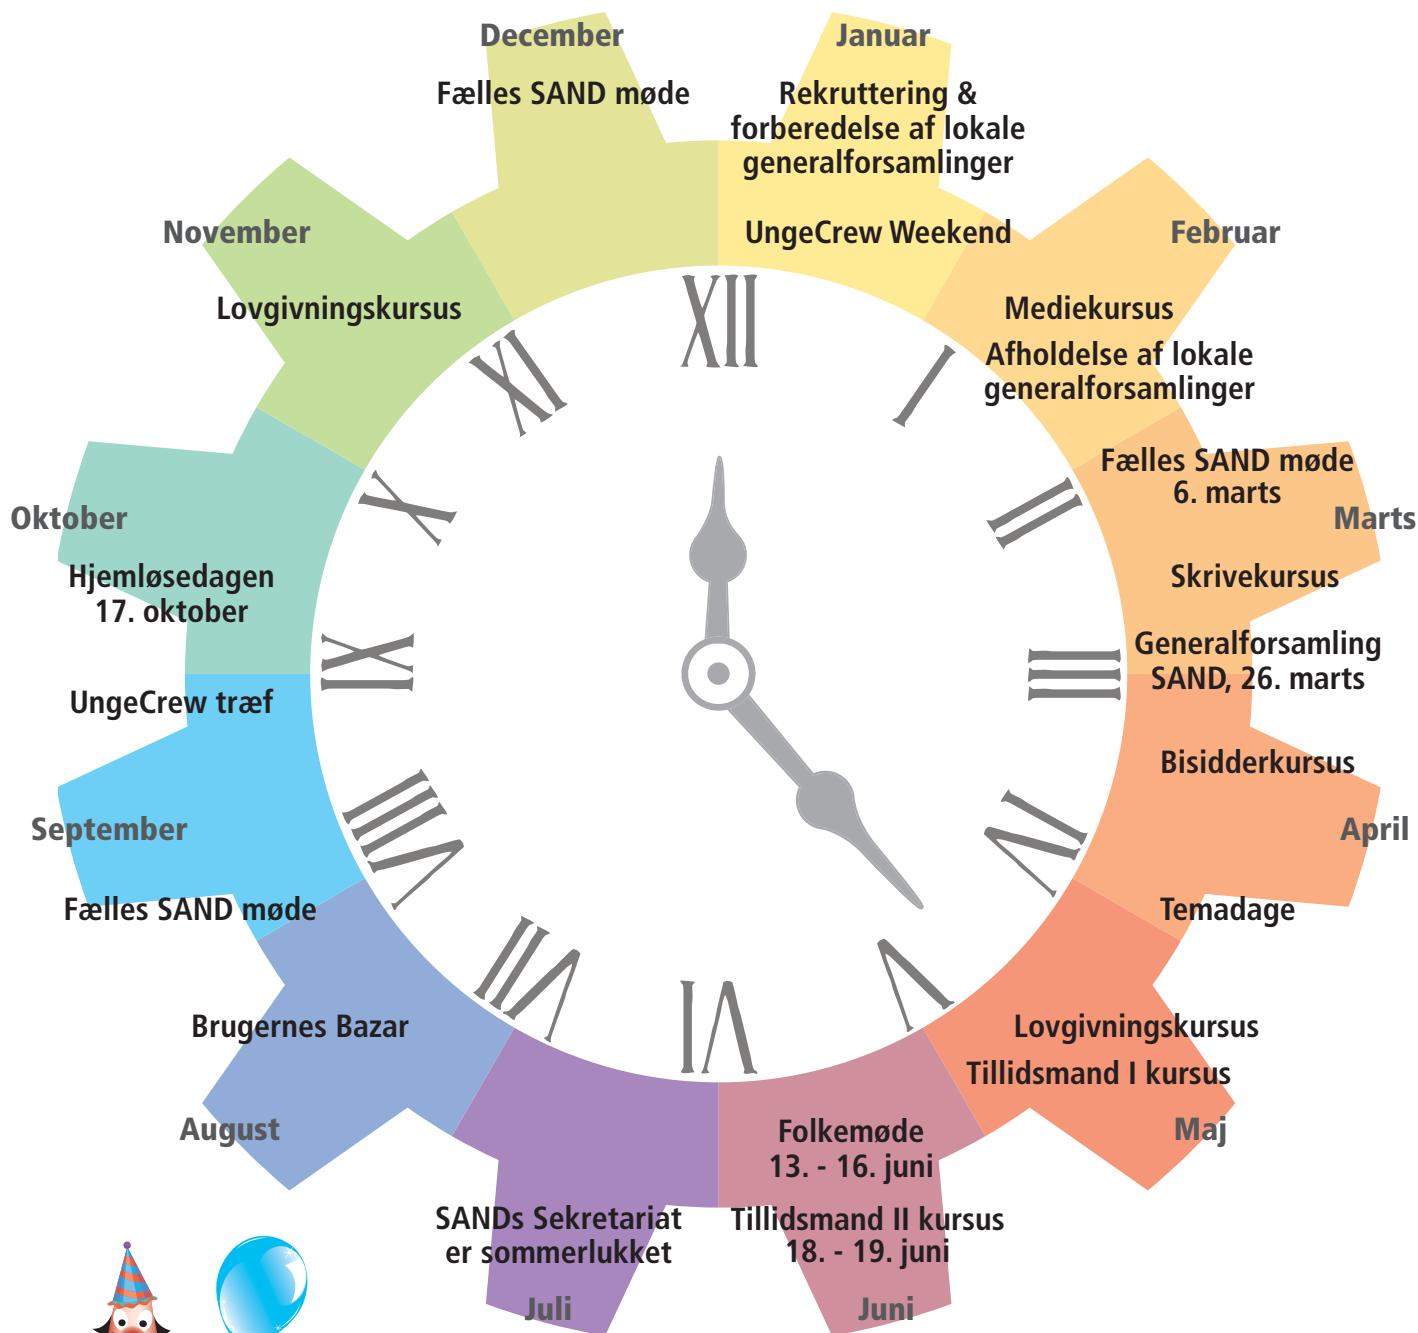 Januar
Rekruttering &
forberedelse af lokale
generalforsamlinger
UngeCrew Weekend
Februar
Mediekursus
Afholdelse af lokale
generalforsamlinger
Marts
Fælles SAND møde
6. marts
Skrivekursus
Generalforsamling
SAND, 26. marts
April
Bisidderkursus
Temadage
Maj
Lovgivningskursus
Tillidsmand I kursus
Juni
Folkemøde
13. - 16. juni
Tillidsmand II kursus
18. - 19. juni
Juli
SANDs Sekretariat
er sommerlukket
August
Brugernes Bazar
September
Fælles SAND møde
UngeCrew træf
Oktober
Hjemløsedagen
17. oktober
November
Lovgivningskursus
December
Fælles SAND møde
XII
I
II
III
IV
V
VI
VIII
VIIII
IX
X
XI